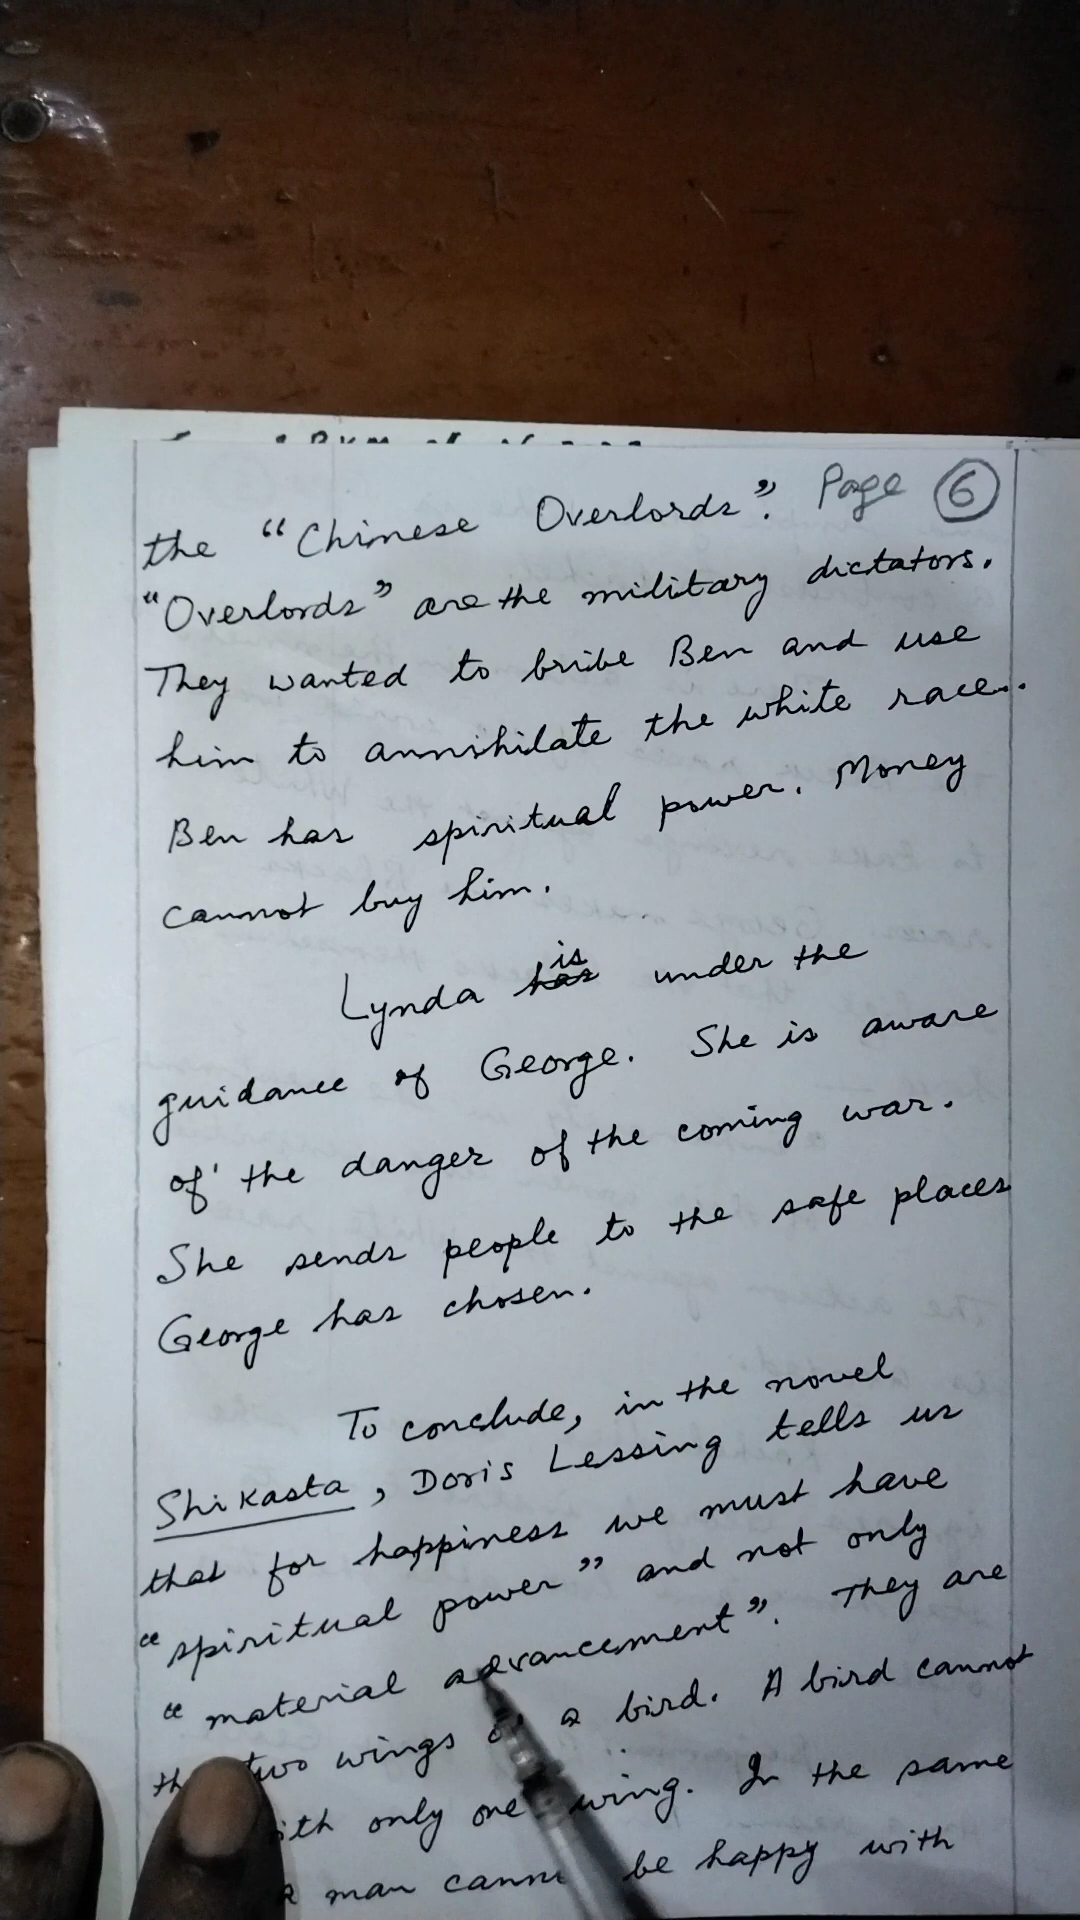 Page 6
the "Chinese Overlords".
"Overlords" are the military dictators.
They wanted to bribe Ben and use
him to annihilate the white race.
Ben has spiritual power. Money
cannot buy him.
Lynda is under the
guidance of George. She is aware
of the danger of the coming war.
She sends people to the safe places
George has chosen.
To conclude, in the novel
Shikasta, Doris Lessing tells us
that for happiness we must have
"spiritual power" and not only
"material advancement". They are
two wings a bird. A bird cannot
only one wing. In the same
man be happy with